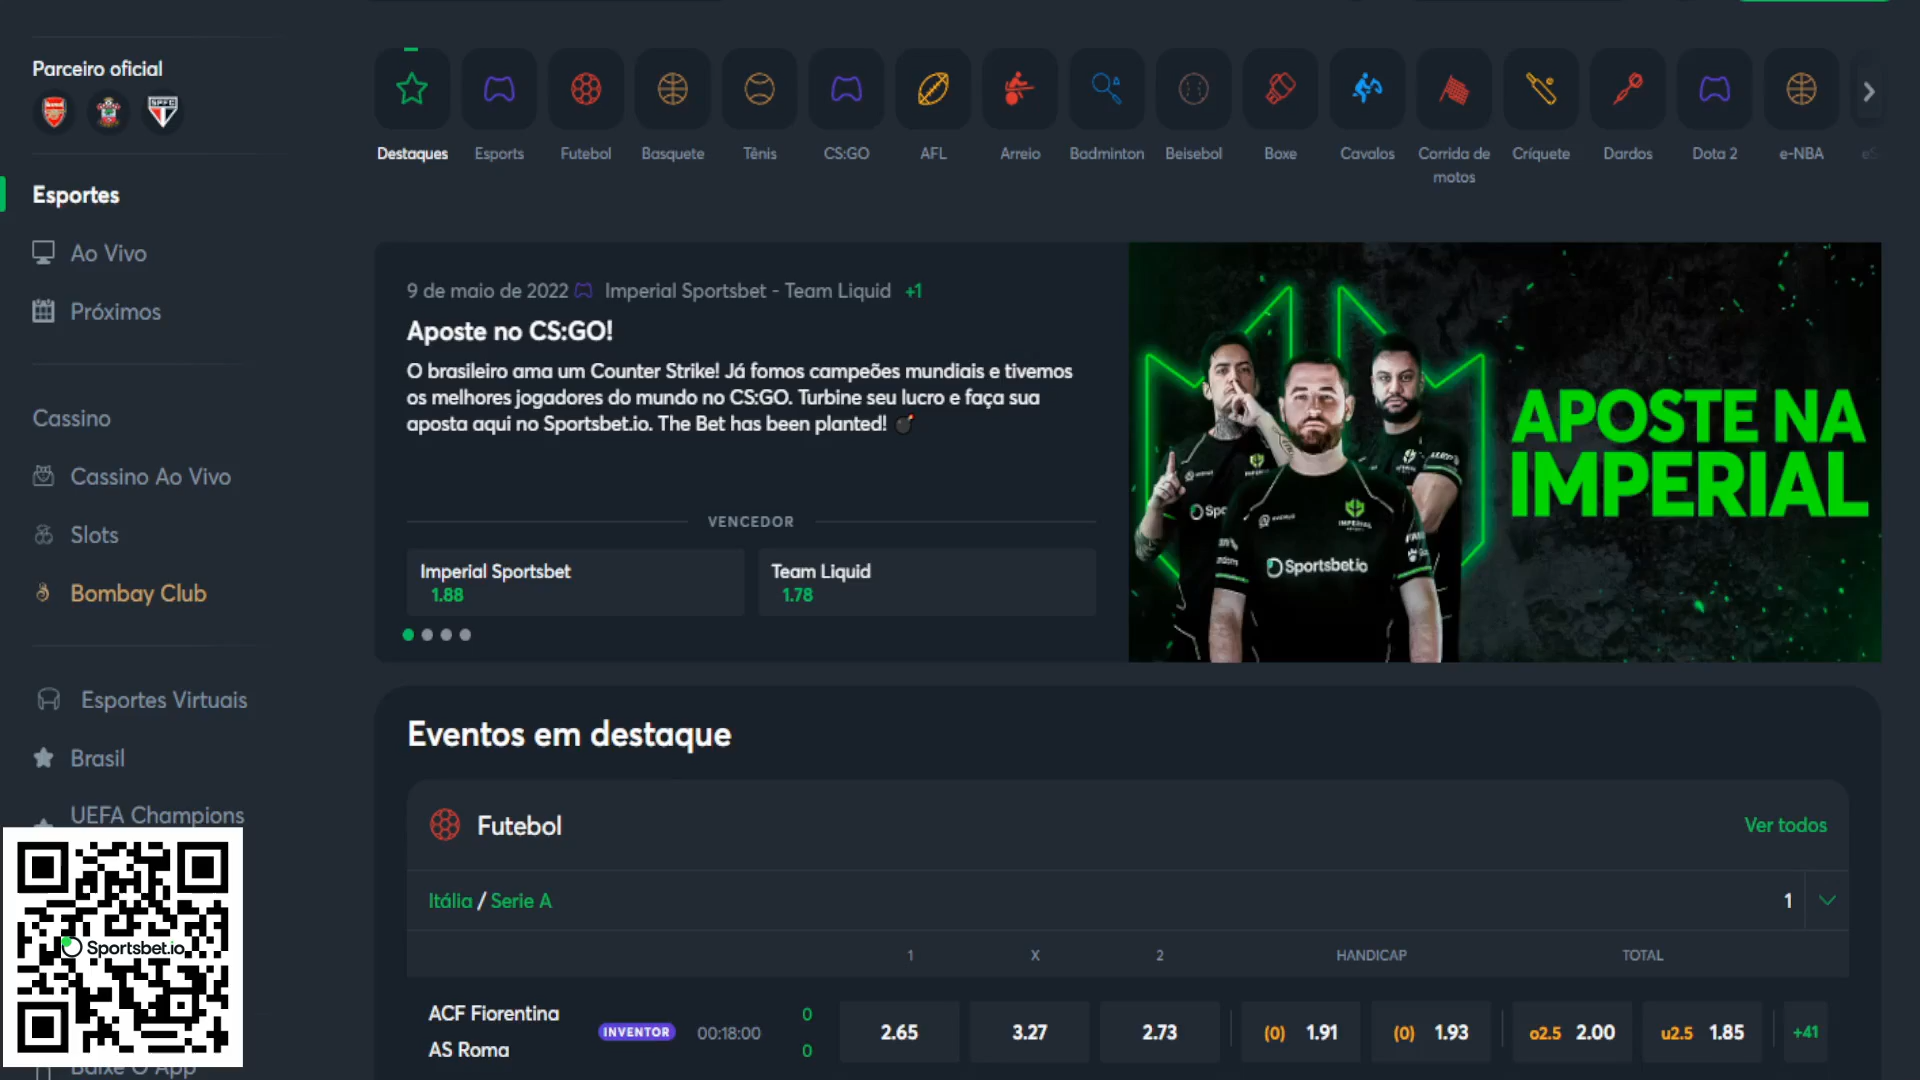 Parceiro oficial
Esportes
Ao Vivo
Próximos
Cassino
Cassino Ao Vivo
Slots
Bombay Club
Esportes Virtuais
Brasil
UEFA Champions
Sportsbet.io
Baixe O App
Destaques
Esports
Futebol
Basquete
Tênis
CS:GO
AFL
Arreio
Badminton
Beisebol
Boxe
Cavalos
Corrida de
motos
Críquete
Dardos
Dota 2
e-NBA
9 de maio de 2022 Imperial Sportsbet - Team Liquid +1
Aposte no CS:GO!
O brasileiro ama um Counter Strike! Já fomos campeões mundiais e tivemos
os melhores jogadores do mundo no CS:GO. Turbine seu lucro e faça sua
aposta aqui no Sportsbet.io. The Bet has been planted!
VENCEDOR
Imperial Sportsbet
1.88
Team Liquid
1.78
IMPERIAL
Sportsbet.io
APOSTE NA
IMPERIAL
Eventos em destaque
Futebol
Ver todos
Itália / Serie A
1
1 X 2 HANDICAP TOTAL
ACF Fiorentina
AS Roma
INVENTOR 00:18:00
0
0
2.65 3.27 2.73 (0) 1.91 (0) 1.93 o2.5 2.00 u2.5 1.85 +41